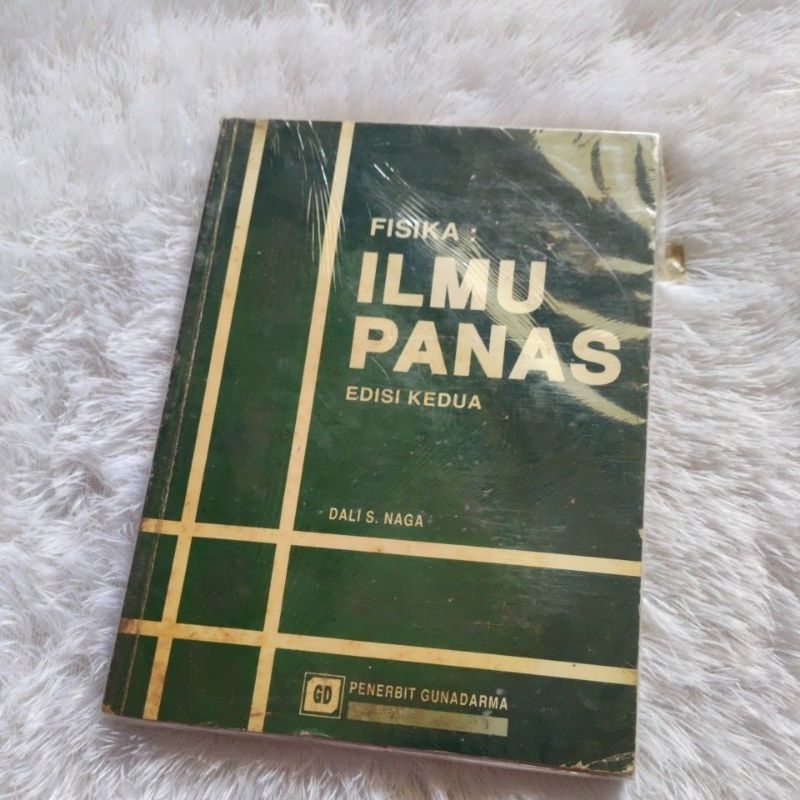 FISIKA :
ILMU
PANAS
EDISI KEDUA
DALI S. NAGA
GD
PENERBIT GUNADARMA